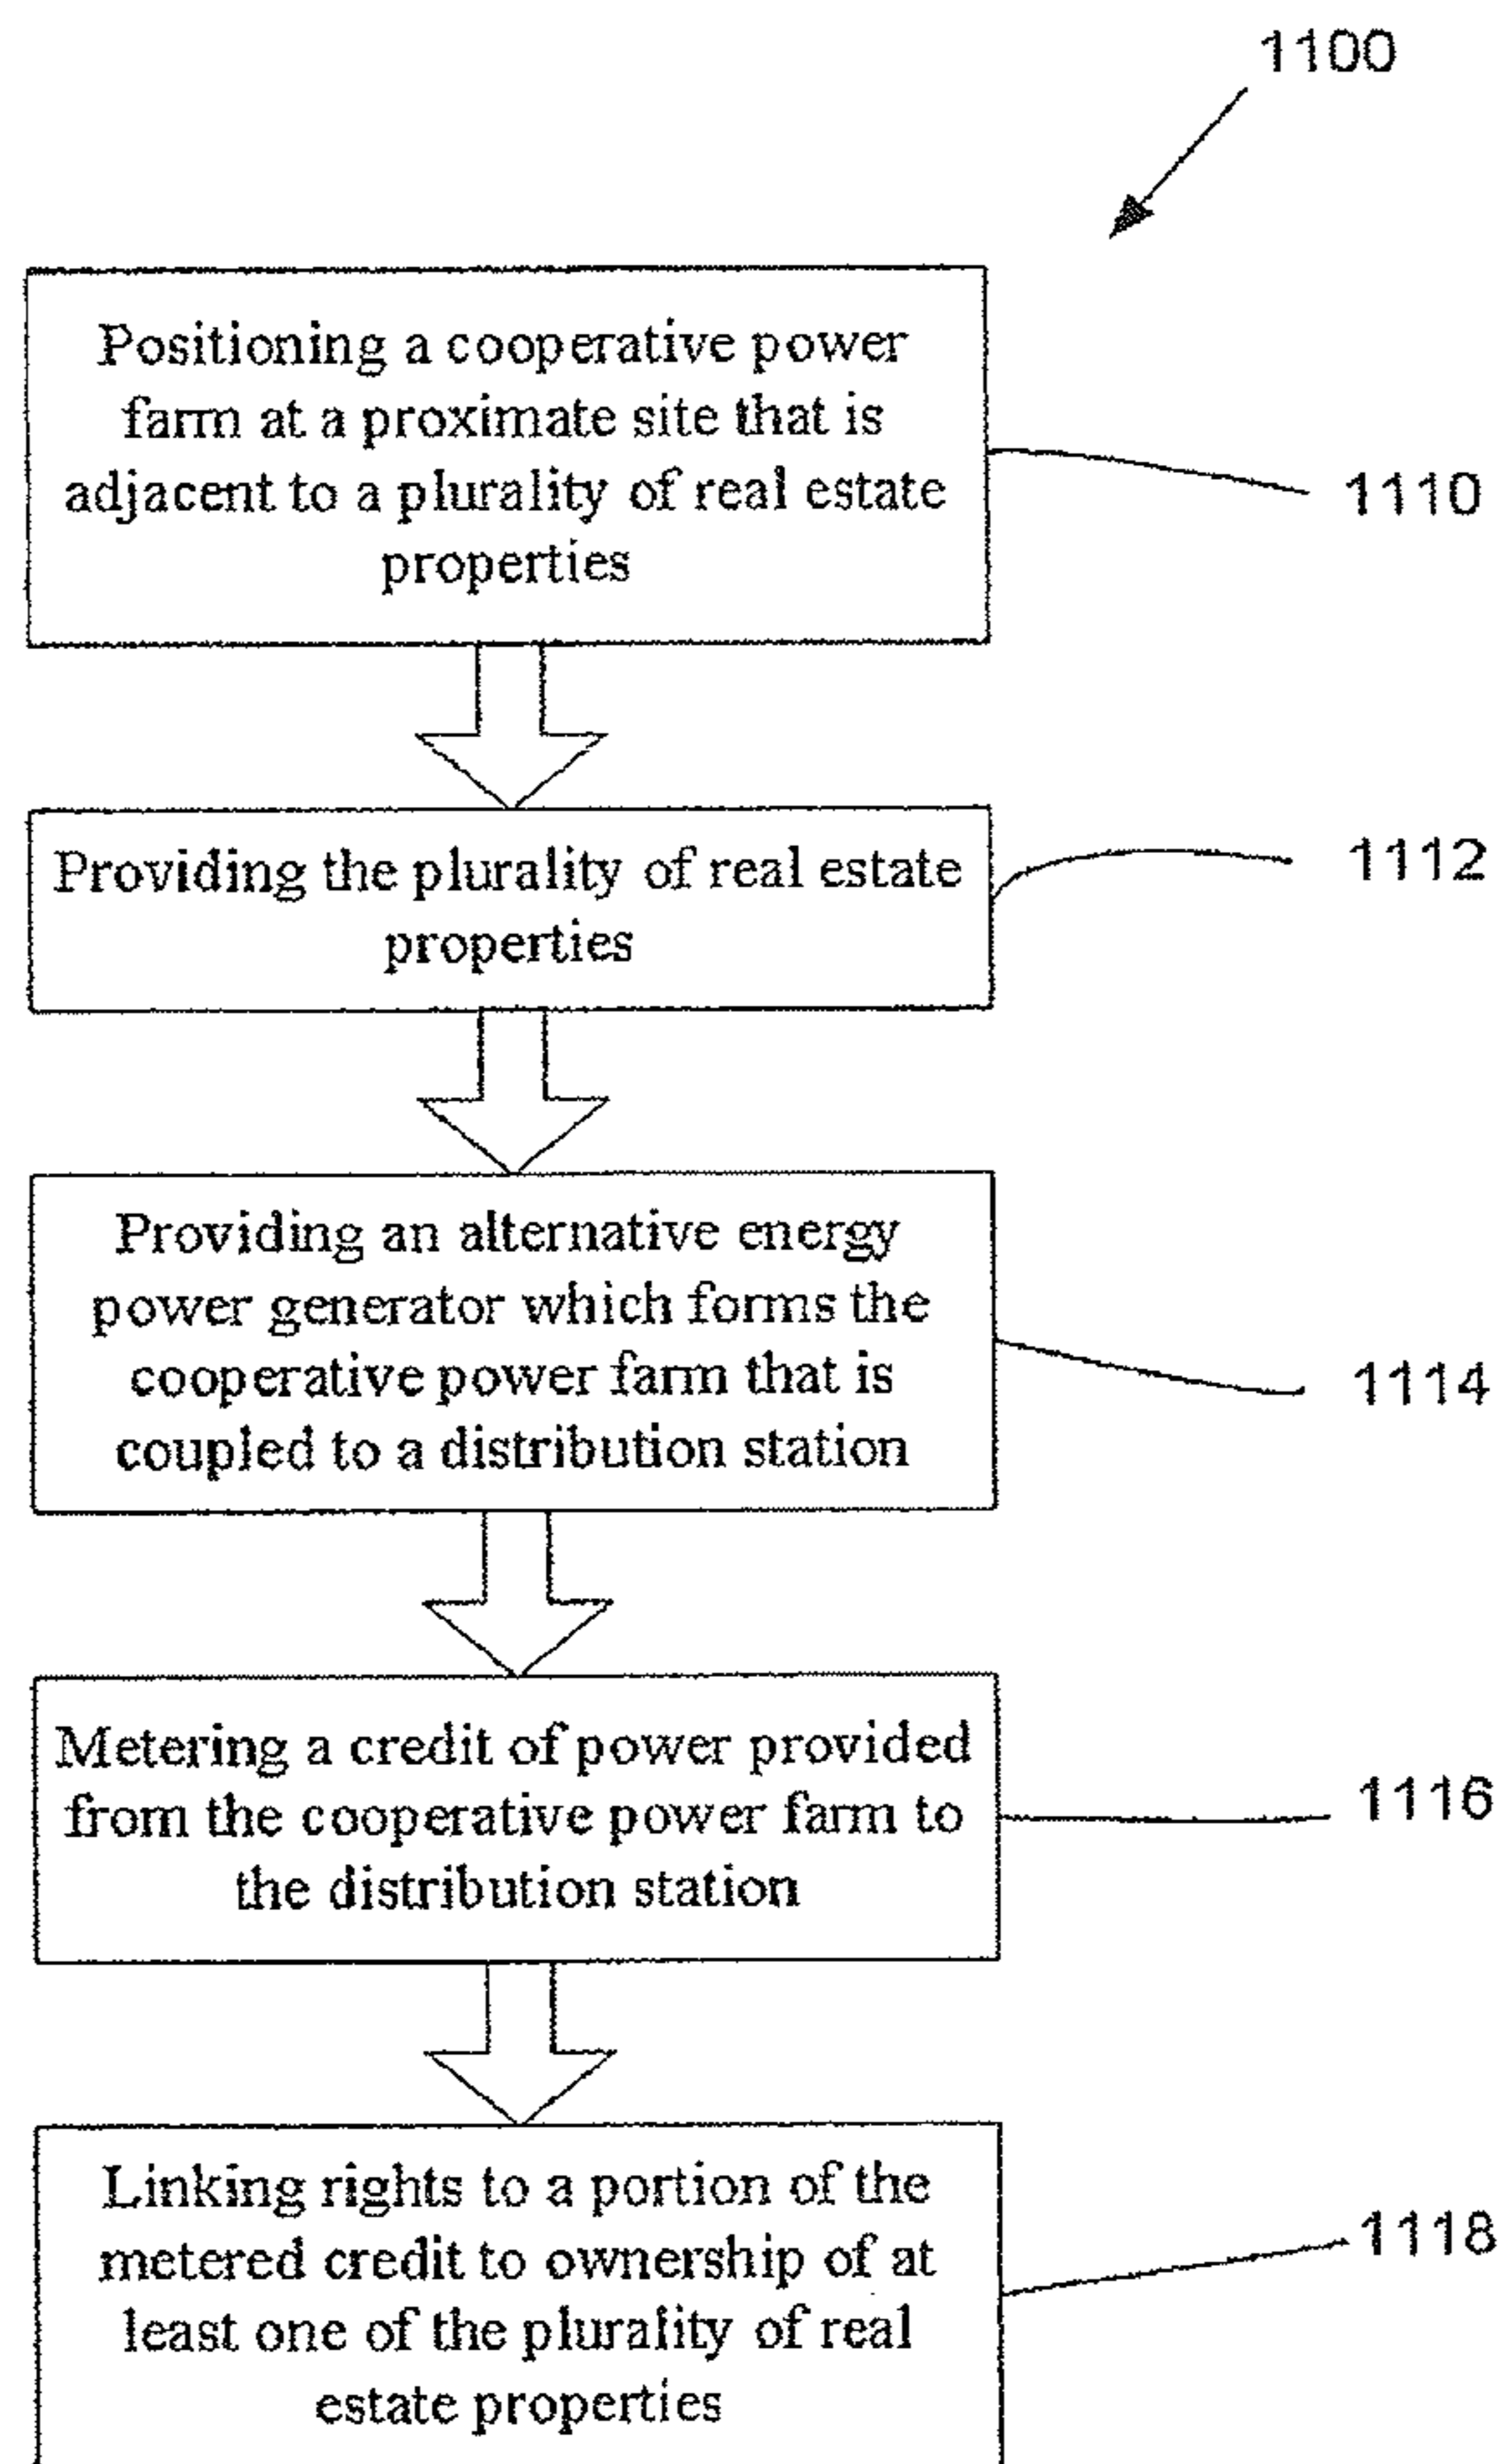 1100
Positioning a cooperative power
farm at a proximate site that is
adjacent to a plurality of real estate
properties
1110
Providing the plurality of real estate
properties
1112
Providing an alternative energy
power generator which forms the
cooperative power farm that is
coupled to a distribution station
1114
Metering a credit of power provided
from the cooperative power farm to
the distribution station
1116
Linking rights to a portion of the
metered credit to ownership of at
least one of the plurality of real
estate properties
1118